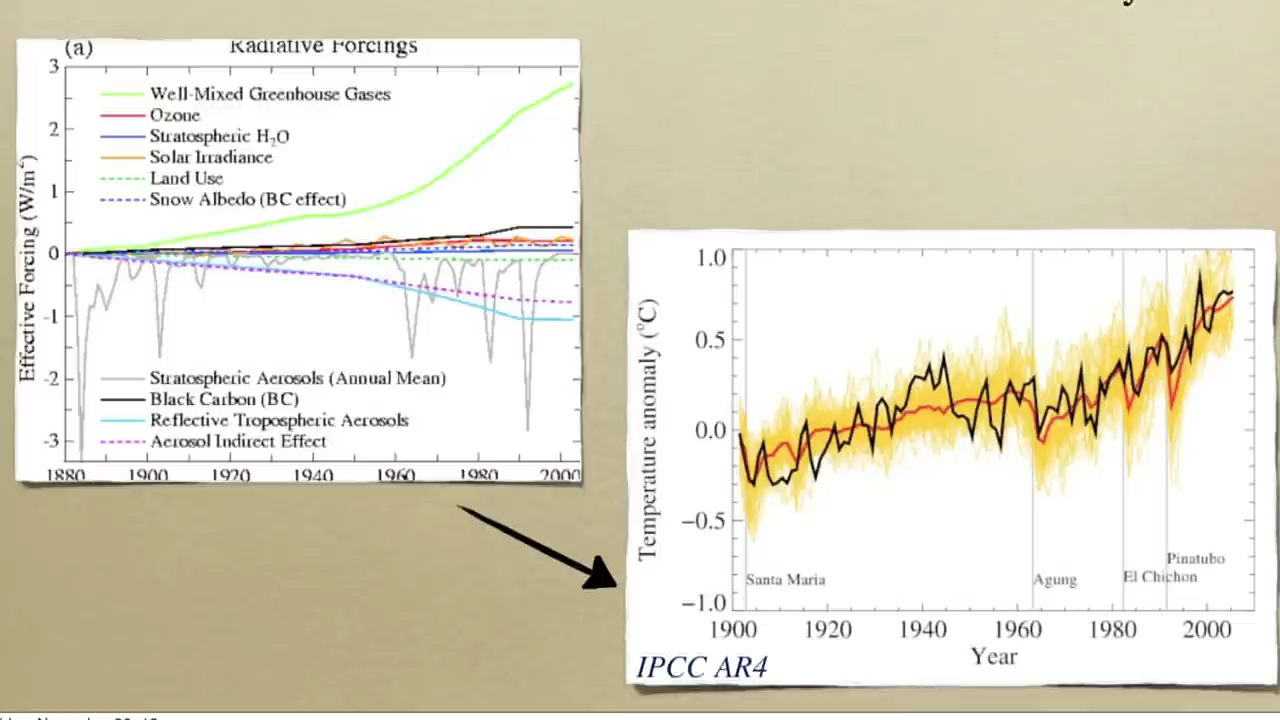 (a) Radiative Forcings
3
Well-Mixed Greenhouse Gases
Ozone
2
Stratospheric H2O
Solar Irradiance
Land Use
1
Snow Albedo (BC effect)
0
-1
Stratospheric Aerosols (Annual Mean)
-2
Black Carbon (BC)
Reflective Tropospheric Aerosols
-3
Aerosol Indirect Effect
1880 1900 1920 1940 1960 1980 2000
Effective Forcing (W/m2)
1.0
0.5
0.0
−0.5
−1.0
Temperature anomaly (°C)
Santa Maria
Agung
El Chichon
Pinatubo
1900 1920 1940 1960 1980 2000
Year
IPCC AR4